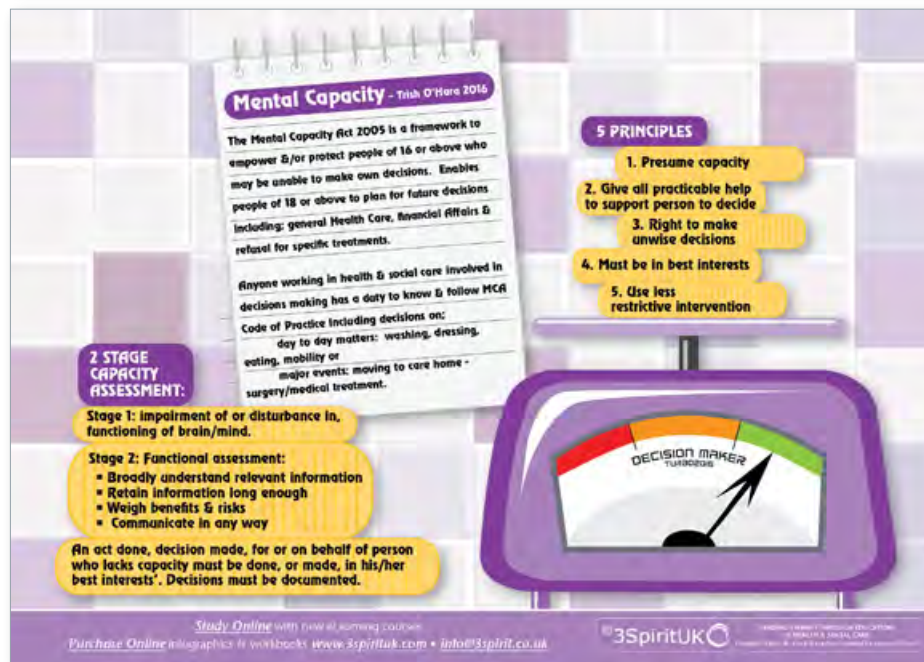 Mental Capacity - Trish O'Hara 2016
The Mental Capacity Act 2005 is a framework to
empower &/or protect people of 16 or above who
may be unable to make own decisions. Enables
people of 18 or above to plan for future decisions
including: general Health Care, financial Affairs &
refusal for specific treatments.
Anyone working in health & social care involved in
decisions making has a duty to know & follow MCA
Code of Practice Including decisions on;
day to day matters: washing, dressing,
eating, mobility or
major events: moving to care home -
surgery/medical treatment.
5 PRINCIPLES
1. Presume capacity
2. Give all practicable help
to support person to decide
3. Right to make
unwise decisions
4. Must be in best interests
5. Use less
restrictive intervention
2 STAGE
CAPACITY
ASSESSMENT:
Stage 1: impairment of or disturbance in,
functioning of brain/mind.
Stage 2: Functional assessment:
▪ Broadly understand relevant information
▪ Retain information long enough
▪ Weigh benefits & risks
▪ Communicate in any way
An act done, decision made, for or on behalf of person
who lacks capacity must be done, or made, in his/her
best interests'. Decisions must be documented.
DECISION MAKER
Study Online with new eLearning courses
Purchase Online infographics & workbooks www.3spirituk.com • info@3spirit.co.uk
3SpiritUK